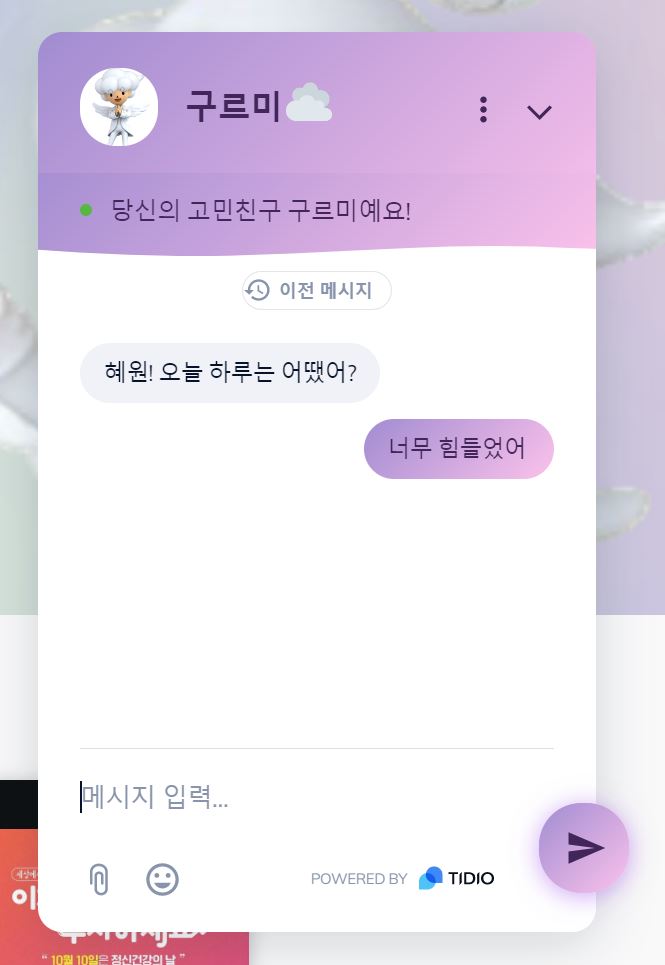 구르미
당신의 고민친구 구르미예요!
이전 메시지
혜원! 오늘 하루는 어땠어?
너무 힘들었어
메시지 입력...
POWERED BY TIDIO
“ 10월 10일은 정신건강의 날 ”